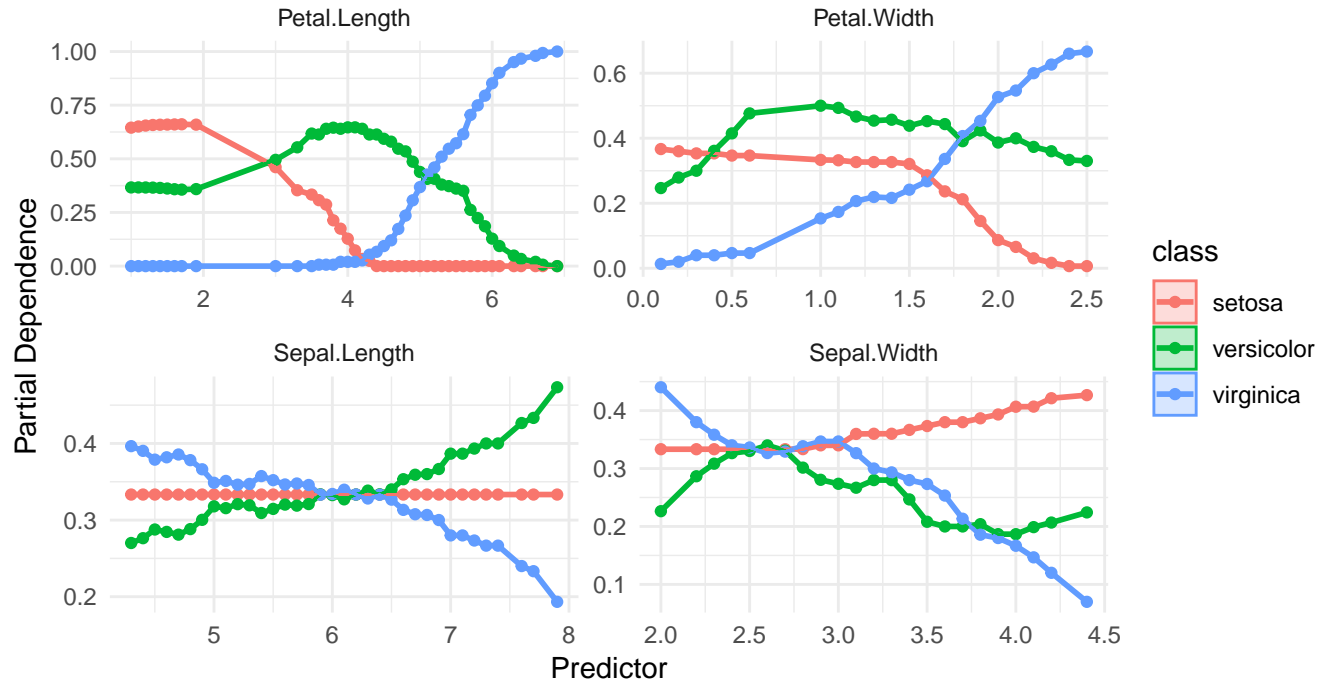 Petal.Length
Petal.Width
1.00
0.75
0.50
0.25
0.00
2 4 6
0.6
0.4
0.2
0.0
0.0 0.5 1.0 1.5 2.0 2.5
Sepal.Length
Sepal.Width
0.4
0.3
0.2
5 6 7 8
0.4
0.3
0.2
0.1
2.0 2.5 3.0 3.5 4.0 4.5
Partial Dependence
Predictor
class
setosa
versicolor
virginica